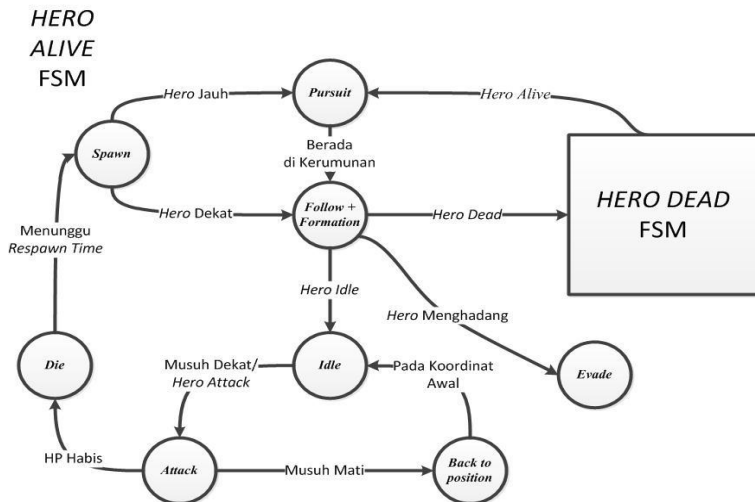 HERO
ALIVE
FSM
Hero Jauh
Pursuit
Hero Alive
Spawn
Berada
di Kerumunan
Hero Dekat
Follow +
Formation
Hero Dead
HERO DEAD
FSM
Menunggu
Respawn Time
Hero Idle
Hero Menghadang
Die
Musuh Dekat/
Hero Attack
Idle
Pada Koordinat
Awal
Evade
HP Habis
Attack
Musuh Mati
Back to
position